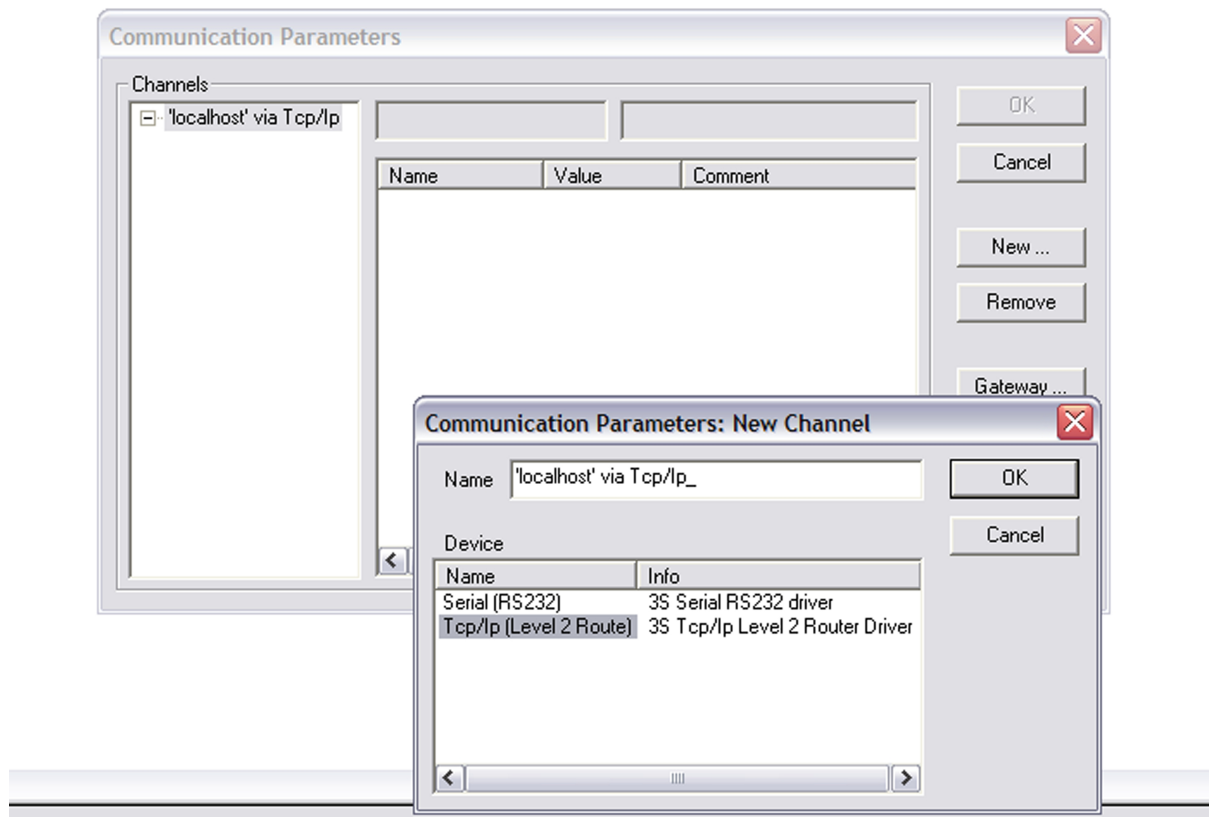 Communication Parameters
Channels
'localhost' via Tcp/Ip
OK
Cancel
Name Value Comment
New ...
Remove
Gateway ...
Communication Parameters: New Channel
Name 'localhost' via Tcp/Ip_
OK
Cancel
Device
Name Info
Serial (RS232) 3S Serial RS232 driver
Tcp/Ip (Level 2 Route) 3S Tcp/Ip Level 2 Router Driver